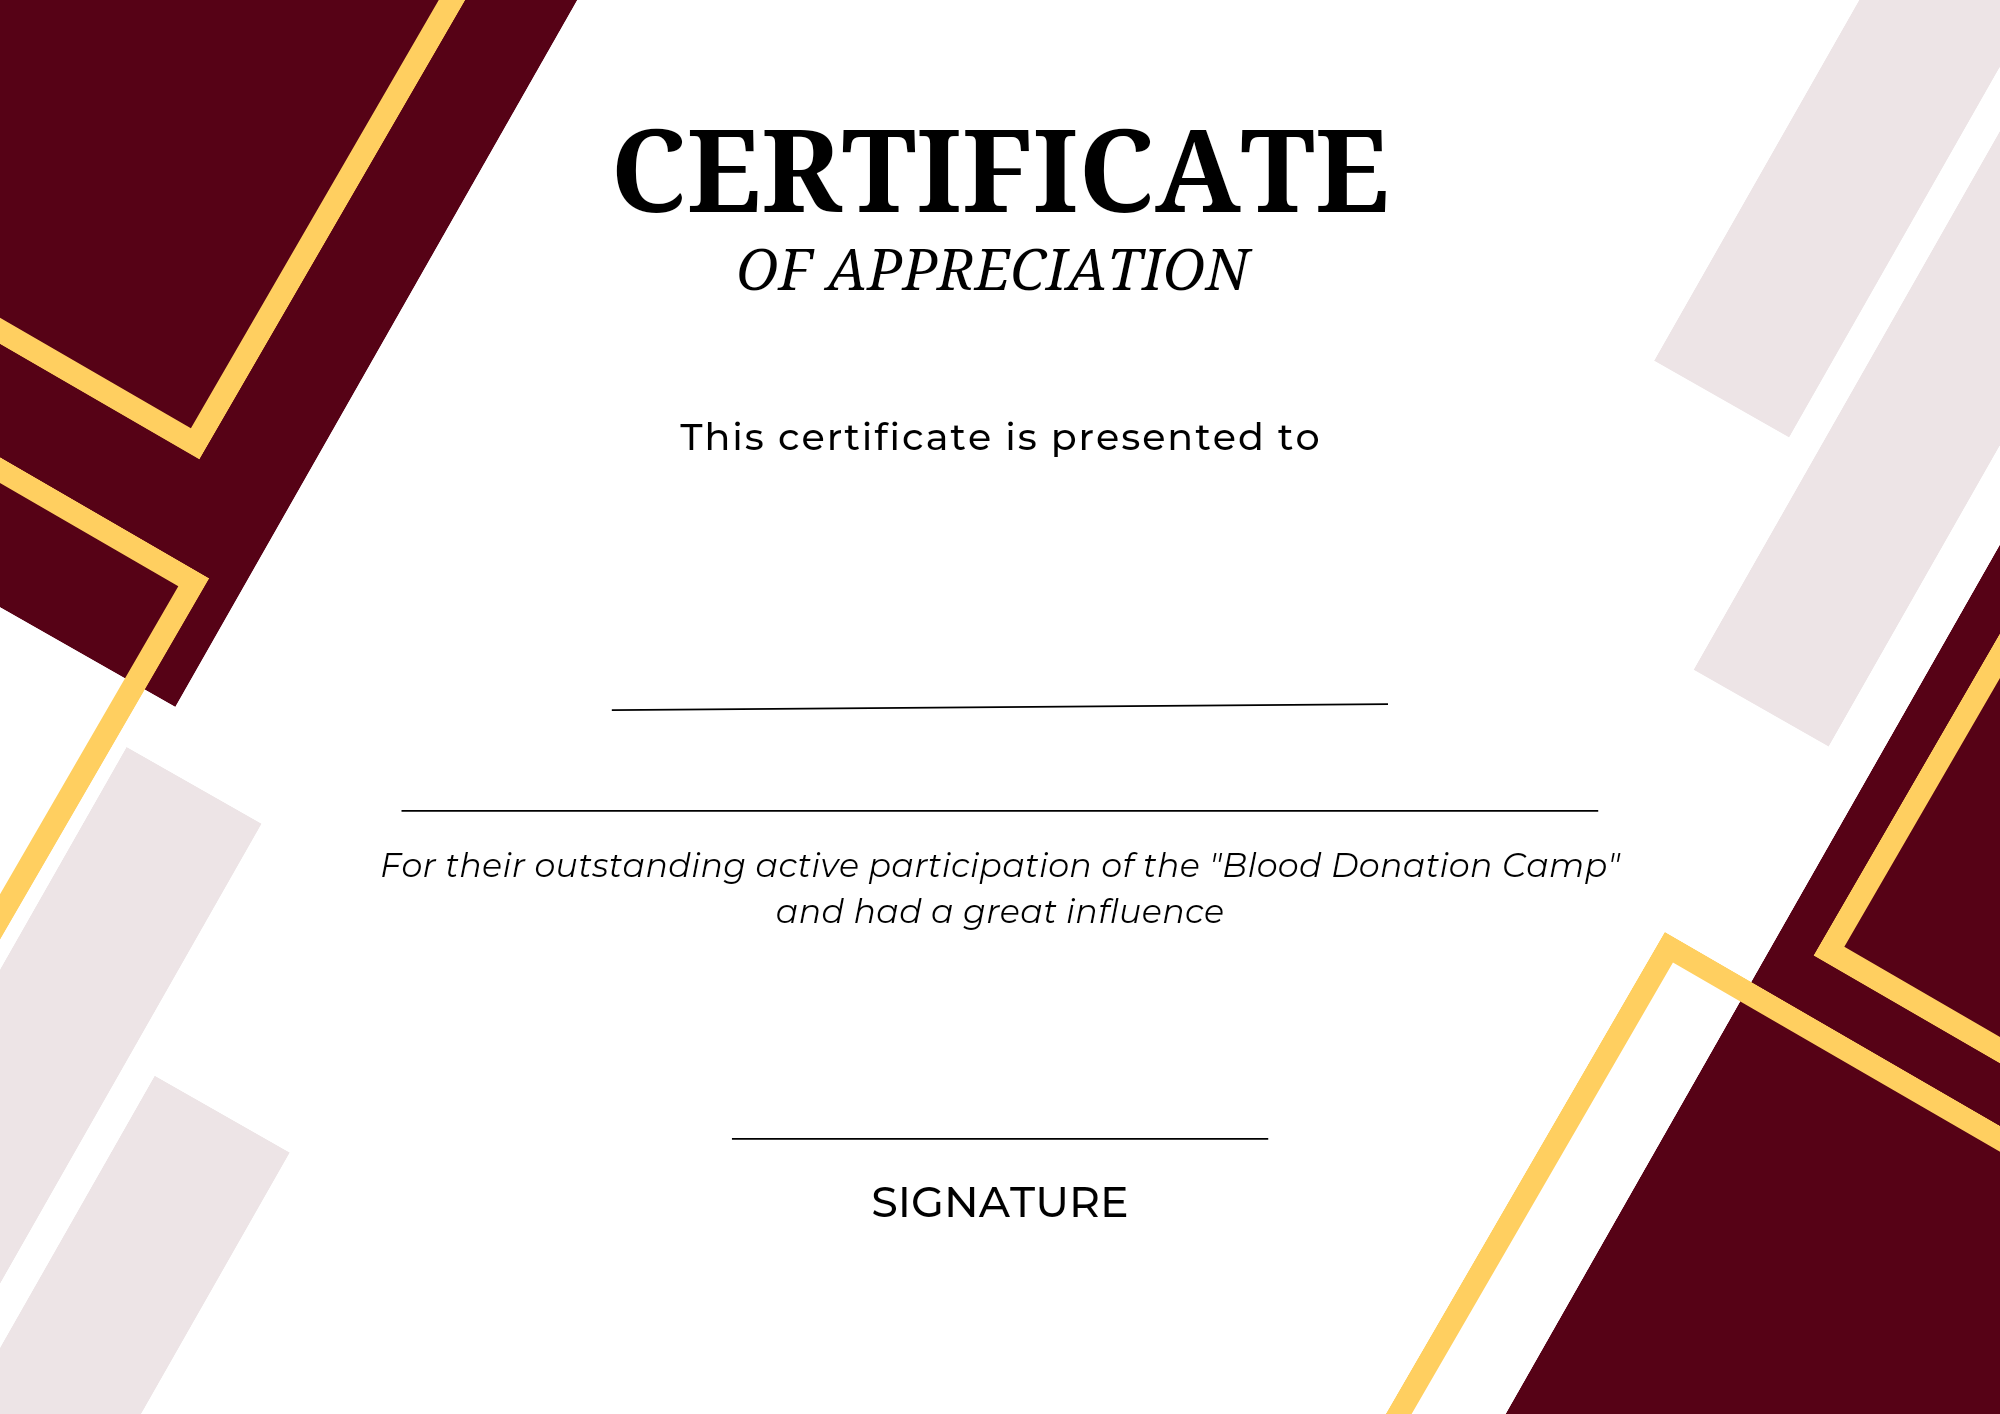 CERTIFICATE
OF APPRECIATION
This certificate is presented to
For their outstanding active participation of the "Blood Donation Camp"
and had a great influence
SIGNATURE